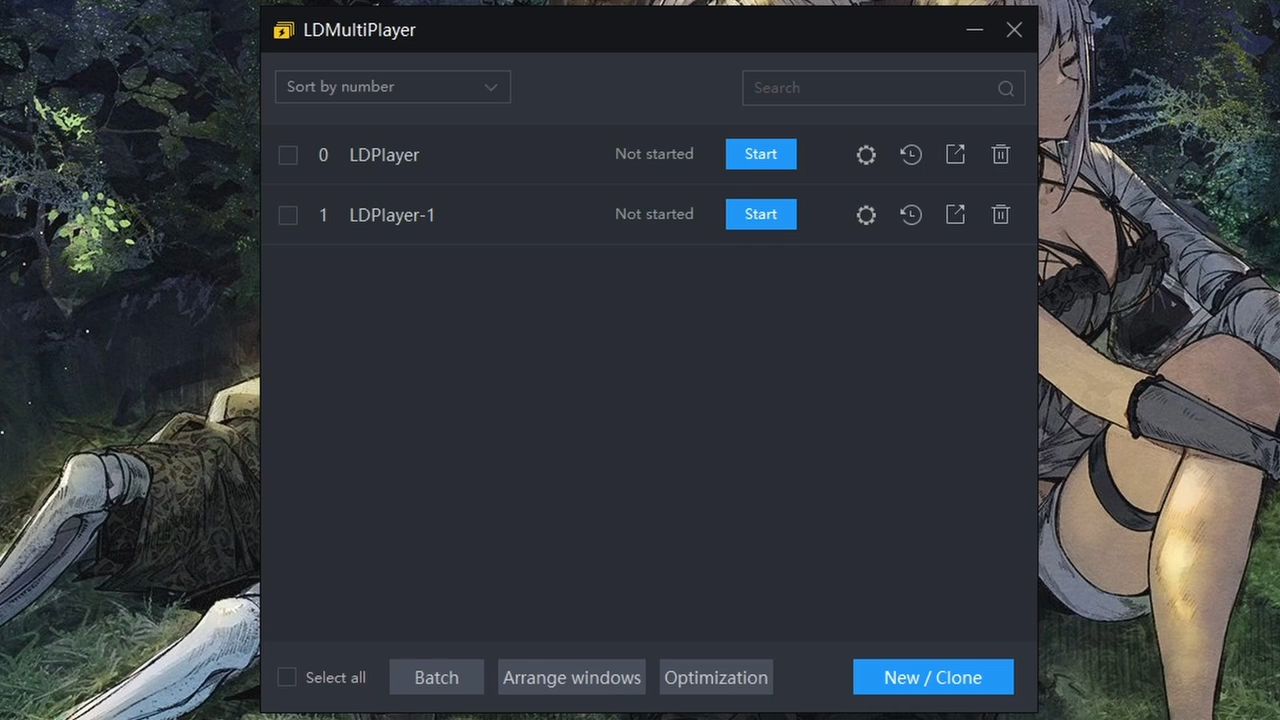 LDMultiPlayer
Sort by number
Search
0 LDPlayer Not started Start
1 LDPlayer-1 Not started Start
Select all Batch Arrange windows Optimization New / Clone